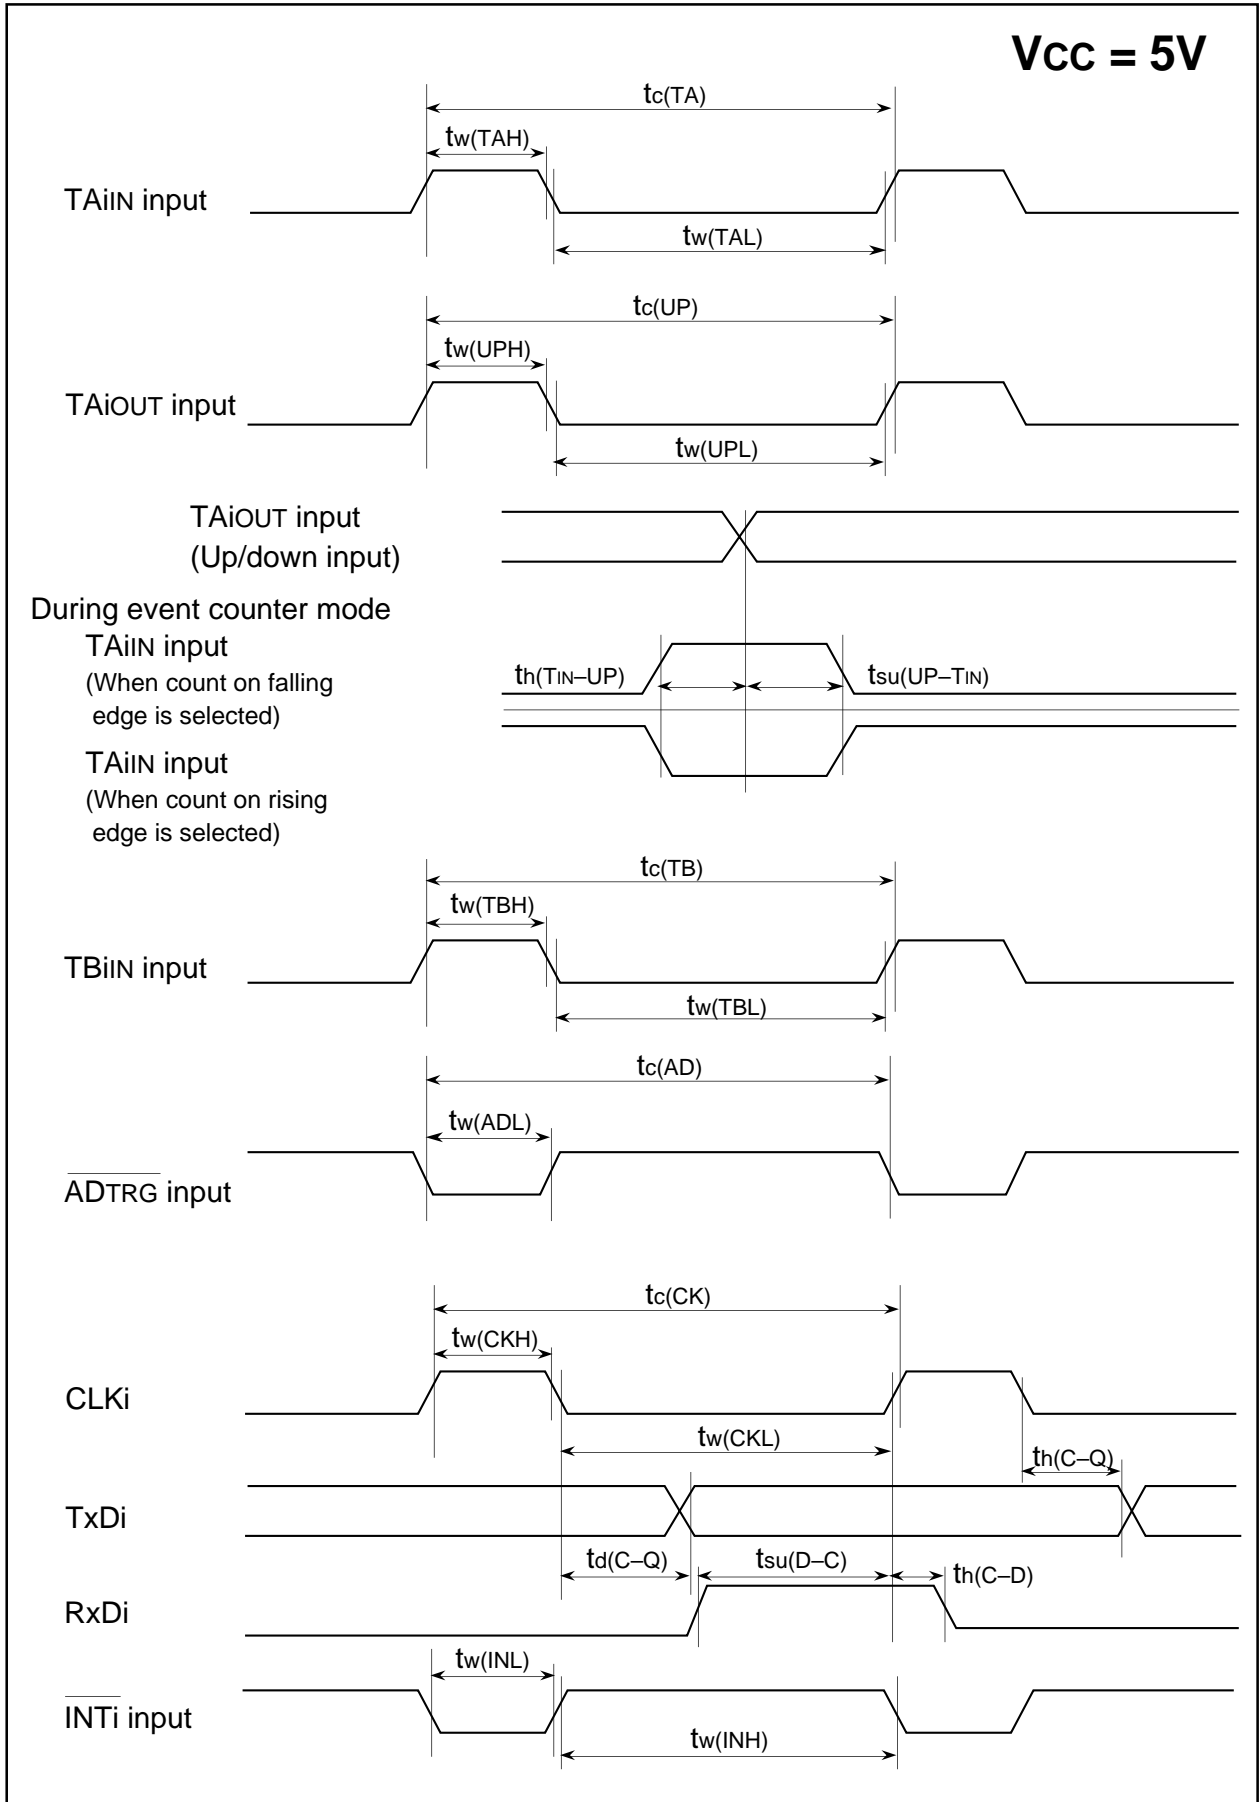 VCC = 5V
tc(TA)
tw(TAH)
TAiIN input
tw(TAL)
tc(UP)
tw(UPH)
TAiOUT input
tw(UPL)
TAiOUT input
(Up/down input)
During event counter mode
TAiIN input
(When count on falling
edge is selected)
th(TIN–UP)
tsu(UP–TIN)
TAiIN input
(When count on rising
edge is selected)
tc(TB)
tw(TBH)
TBiIN input
tw(TBL)
tc(AD)
tw(ADL)
ADTRG input
tc(CK)
tw(CKH)
CLKi
tw(CKL)
th(C–Q)
TxDi
td(C–Q)
tsu(D–C)
th(C–D)
RxDi
tw(INL)
INTi input
tw(INH)